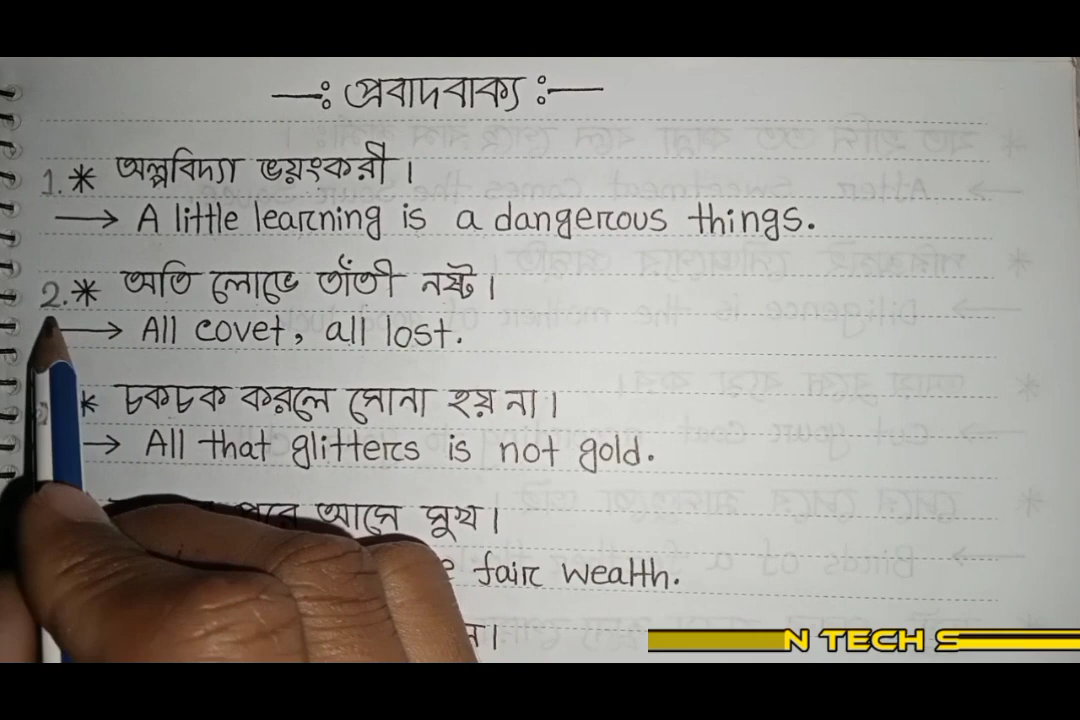 —: প্রবাদবাক্য :—
1. * অল্পবিদ্যা ভয়ংকরী।
→ A little learning is a dangerous things.
2. * অতি লোভে তাঁতী নষ্ট।
→ All covet, all lost.
* চকচক করলে সোনা হয় না।
→ All that glitters is not gold.
পরে আসে সুখ।
fair wealth.
N TECH S